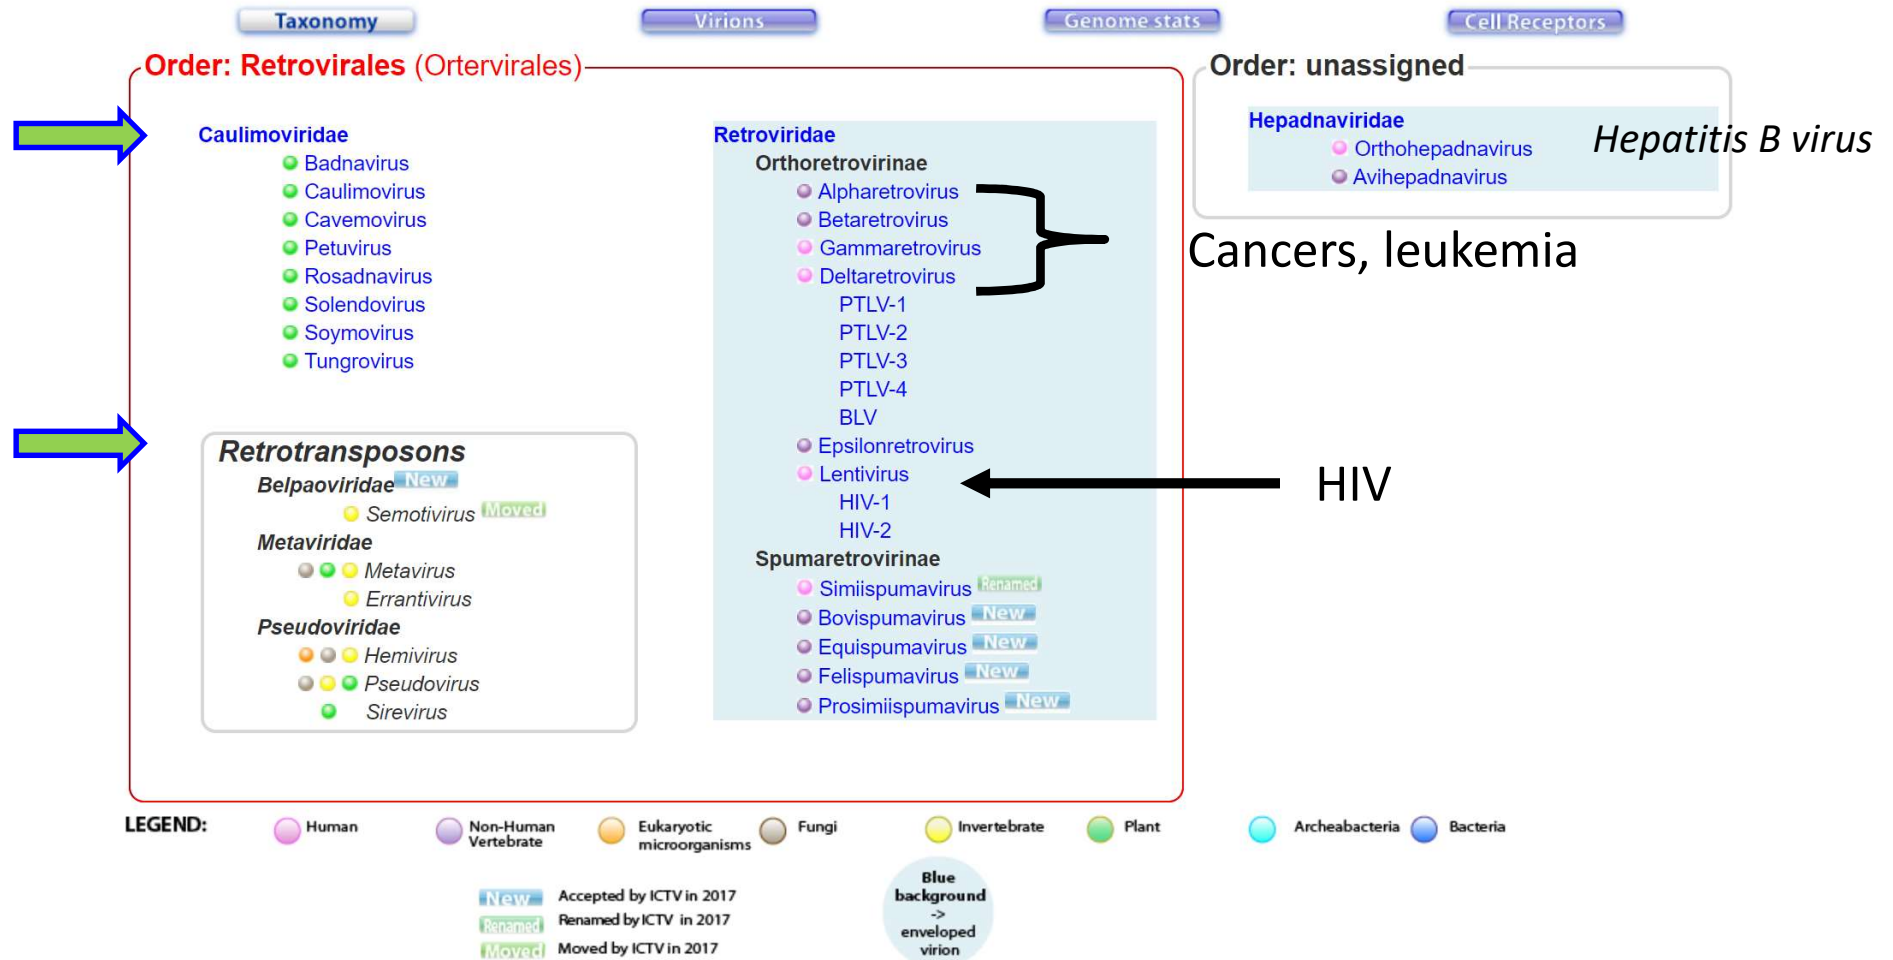 Taxonomy
Virions
Genome stats
Cell Receptors
Order: Retrovirales (Ortervirales)
Caulimoviridae
Badnavirus
Caulimovirus
Cavemovirus
Petuvirus
Rosadnavirus
Solendovirus
Soymovirus
Tungrovirus
Retrotransposons
Belpaoviridae New
Semotivirus Moved
Metaviridae
Metavirus
Errantivirus
Pseudoviridae
Hemivirus
Pseudovirus
Sirevirus
Retroviridae
Orthoretrovirinae
Alpharetrovirus
Betaretrovirus
Gammaretrovirus
Deltaretrovirus
PTLV-1
PTLV-2
PTLV-3
PTLV-4
BLV
Epsilonretrovirus
Lentivirus
HIV-1
HIV-2
Spumaretrovirinae
Simiispumavirus Renamed
Bovispumavirus New
Equispumavirus New
Felispumavirus New
Prosimiispumavirus New
Order: unassigned
Hepadnaviridae
Orthohepadnavirus
Avihepadnavirus
Hepatitis B virus
Cancers, leukemia
HIV
LEGEND:
Human
Non-Human
Vertebrate
Eukaryotic
microorganisms
Fungi
Invertebrate
Plant
Archeabacteria
Bacteria
New Accepted by ICTV in 2017
Renamed Renamed by ICTV in 2017
Moved Moved by ICTV in 2017
Blue
background
->
enveloped
virion